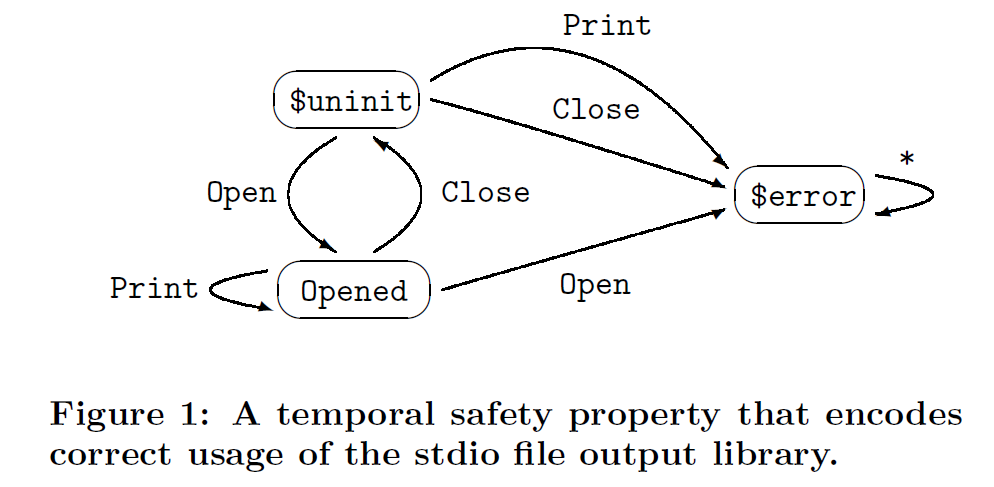 Print
$uninit
Close
*
Open
Close
$error
Print
Opened
Open
Figure 1: A temporal safety property that encodes
correct usage of the stdio file output library.